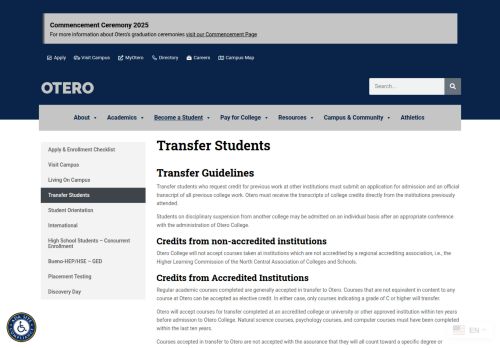 Commencement Ceremony 2025
For more information about Otero's graduation ceremonies visit our Commencement Page
Apply Visit Campus MyOtero Directory Careers Campus Map
OTERO
Search...
About Academics Become a Student Pay for College Resources Campus & Community Athletics
Apply & Enrollment Checklist
Visit Campus
Living On Campus
Transfer Students
Student Orientation
International
High School Students – Concurrent
Enrollment
Bueno-HEP/HSE – GED
Placement Testing
Discovery Day
Transfer Students
Transfer Guidelines
Transfer students who request credit for previous work at other institutions must submit an application for admission and an official
transcript of all previous college work. Otero must receive the transcripts of college credits directly from the institutions previously
attended.
Students on disciplinary suspension from another college may be admitted on an individual basis after an appropriate conference
with the administration of Otero College.
Credits from non-accredited institutions
Otero College will not accept courses taken at institutions which are not accredited by a regional accrediting association, i.e., the
Higher Learning Commission of the North Central Association of Colleges and Schools.
Credits from Accredited Institutions
Regular academic courses completed are generally accepted in transfer to Otero. Courses that are not equivalent in content to any
course at Otero can be accepted as elective credit. In either case, only courses indicating a grade of C or higher will transfer.
Otero will accept courses for transfer completed at an accredited college or university or other approved institution within ten years
before admission to Otero College. Natural science courses, psychology courses, and computer courses must have been completed
within the last ten years.
Courses accepted in transfer to Otero are not accepted with the assurance that they will all count toward a specific degree or
EN